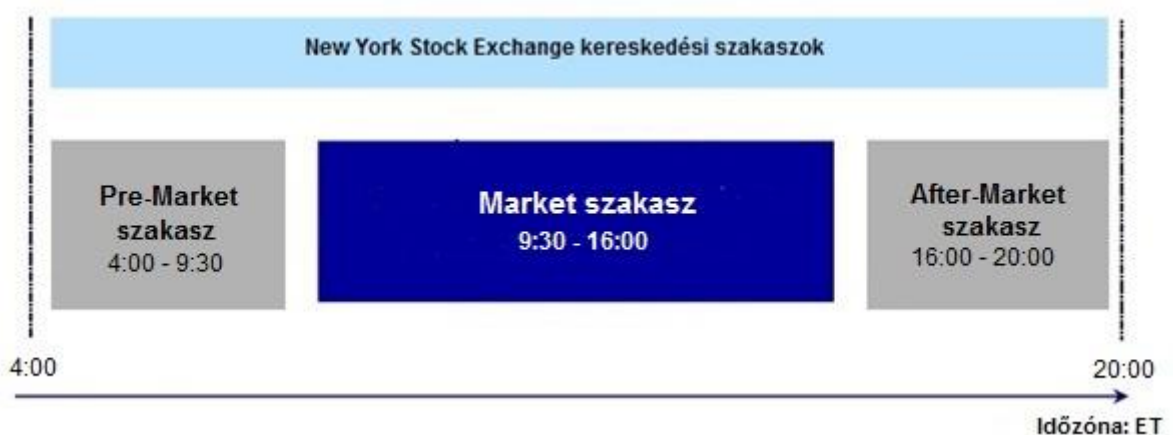 New York Stock Exchange kereskedési szakaszok
Pre-Market
szakasz
4:00 - 9:30
Market szakasz
9:30 - 16:00
After-Market
szakasz
16:00 - 20:00
4:00
20:00
Időzóna: ET